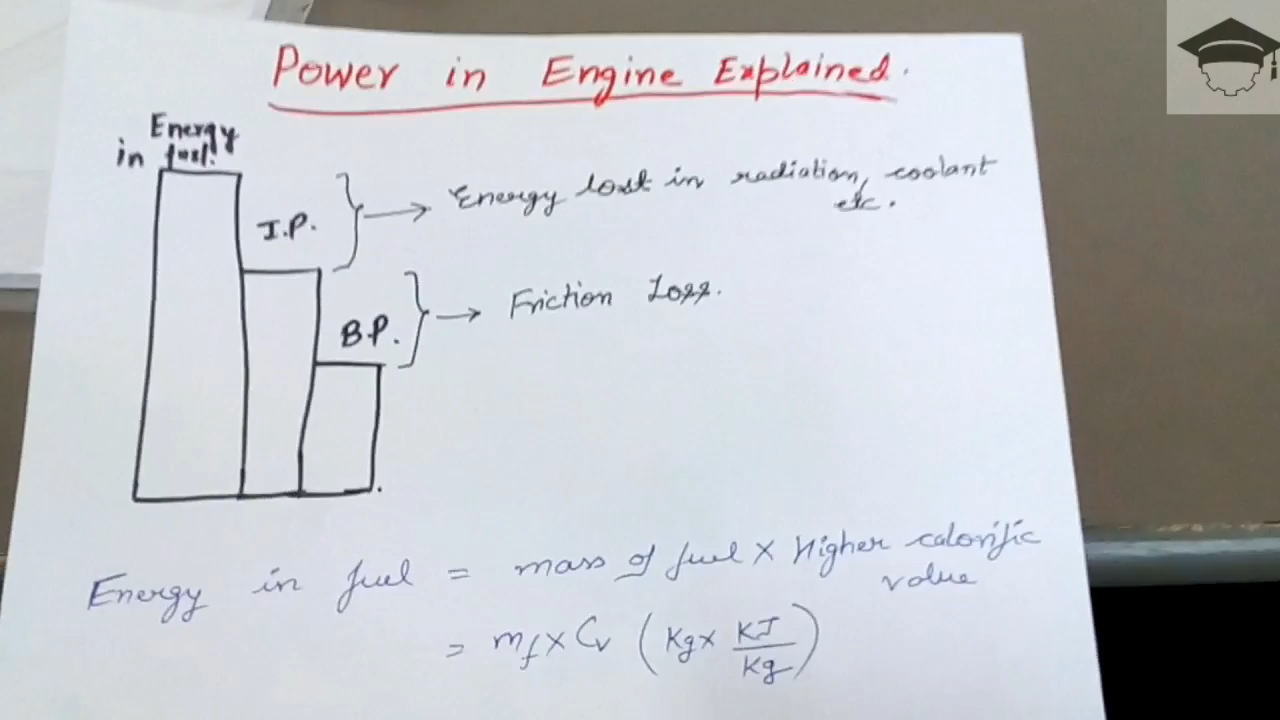 Power in Engine Explained.
Energy
in fuel.
I.P.
Energy lost in radiation, coolant
etc.
B.P.
Friction Loss.
Energy in fuel = mass of fuel X Higher calorific
value
= mf X Cv (Kg x KJ/Kg)